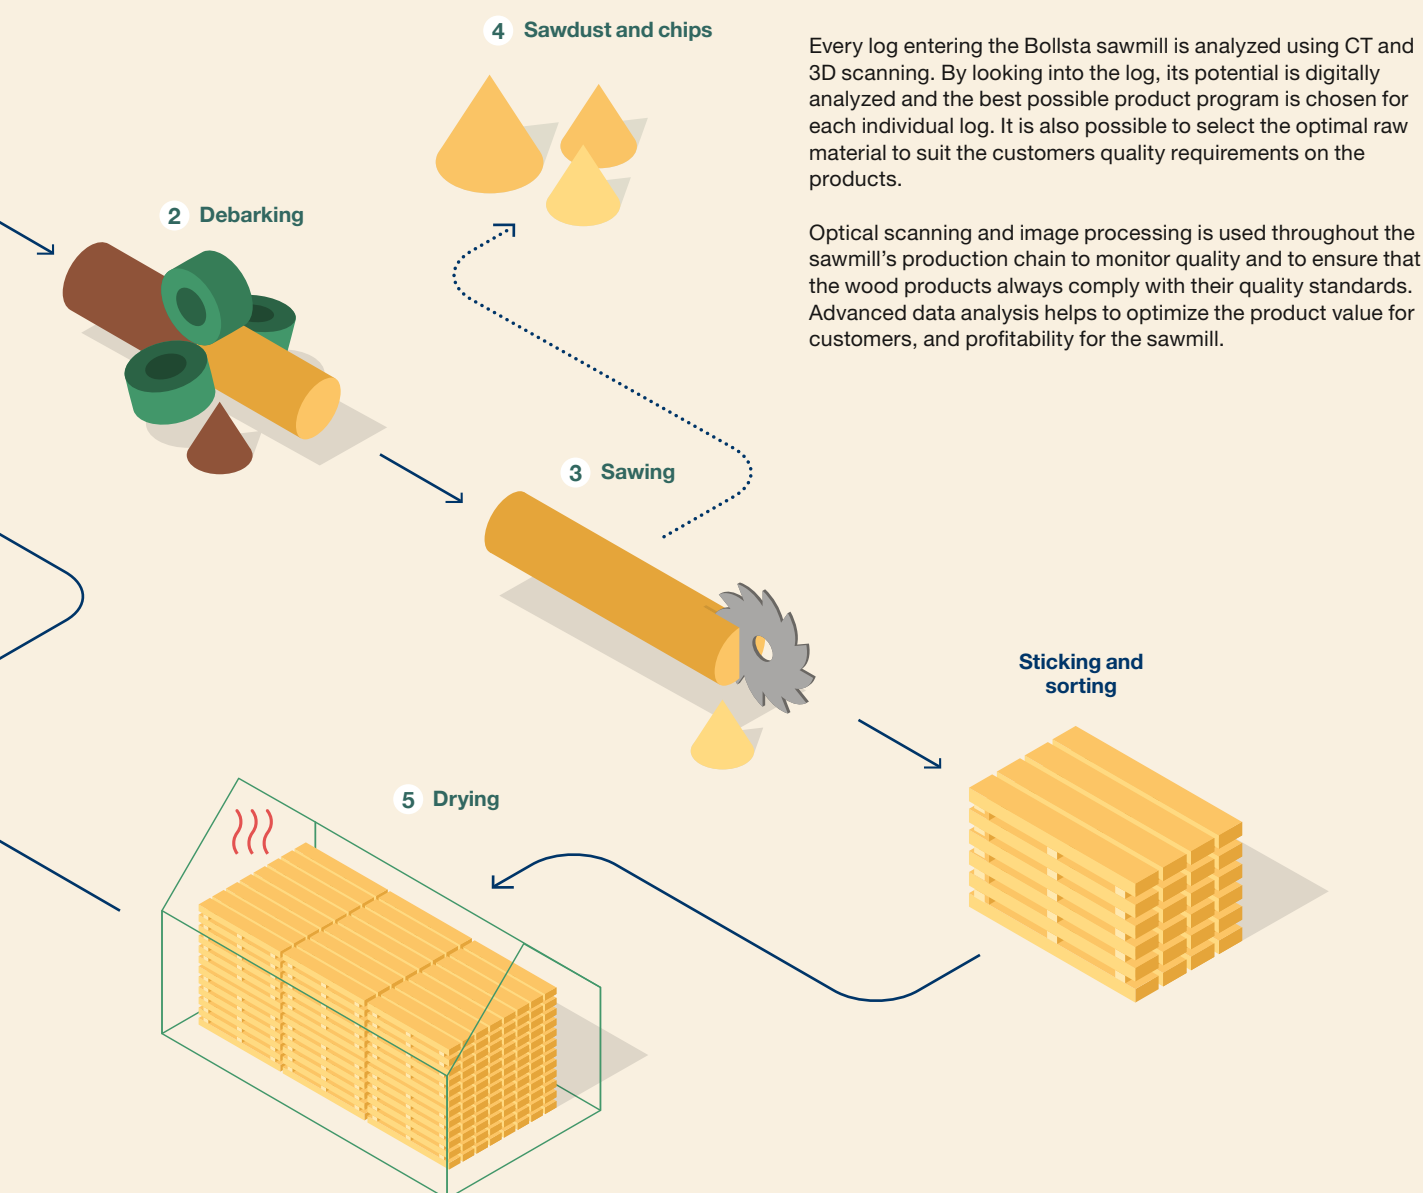 4 Sawdust and chips
Every log entering the Bollsta sawmill is analyzed using CT and
3D scanning. By looking into the log, its potential is digitally
analyzed and the best possible product program is chosen for
each individual log. It is also possible to select the optimal raw
material to suit the customers quality requirements on the
products.
Optical scanning and image processing is used throughout the
sawmill’s production chain to monitor quality and to ensure that
the wood products always comply with their quality standards.
Advanced data analysis helps to optimize the product value for
customers, and profitability for the sawmill.
2 Debarking
3 Sawing
Sticking and
sorting
5 Drying